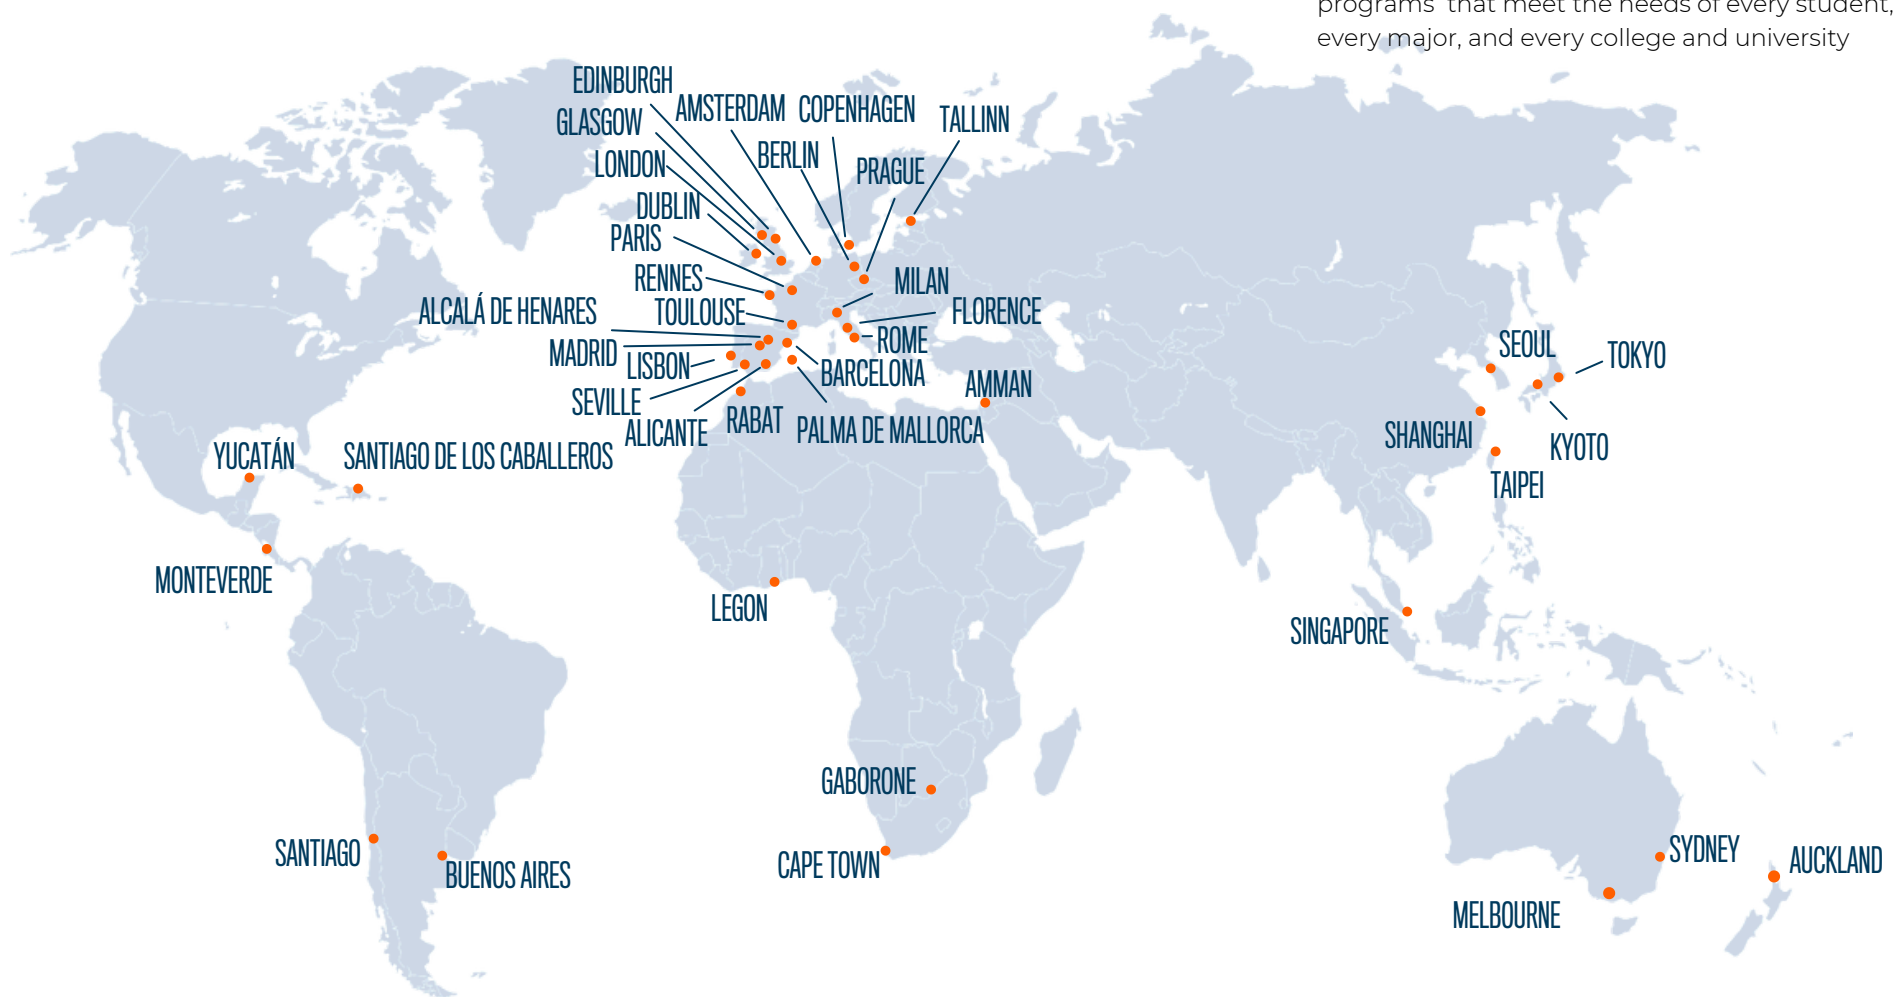 programs that meet the needs of every student,
every major, and every college and university
EDINBURGH
AMSTERDAM
COPENHAGEN
TALLINN
GLASGOW
BERLIN
PRAGUE
LONDON
DUBLIN
PARIS
RENNES
MILAN
ALCALÁ DE HENARES
TOULOUSE
FLORENCE
MADRID
LISBON
ROME
BARCELONA
SEVILLE
ALICANTE
RABAT
PALMA DE MALLORCA
AMMAN
SEOUL
TOKYO
SHANGHAI
KYOTO
TAIPEI
YUCATÁN
SANTIAGO DE LOS CABALLEROS
MONTEVERDE
LEGON
SINGAPORE
GABORONE
CAPE TOWN
SANTIAGO
BUENOS AIRES
SYDNEY
AUCKLAND
MELBOURNE